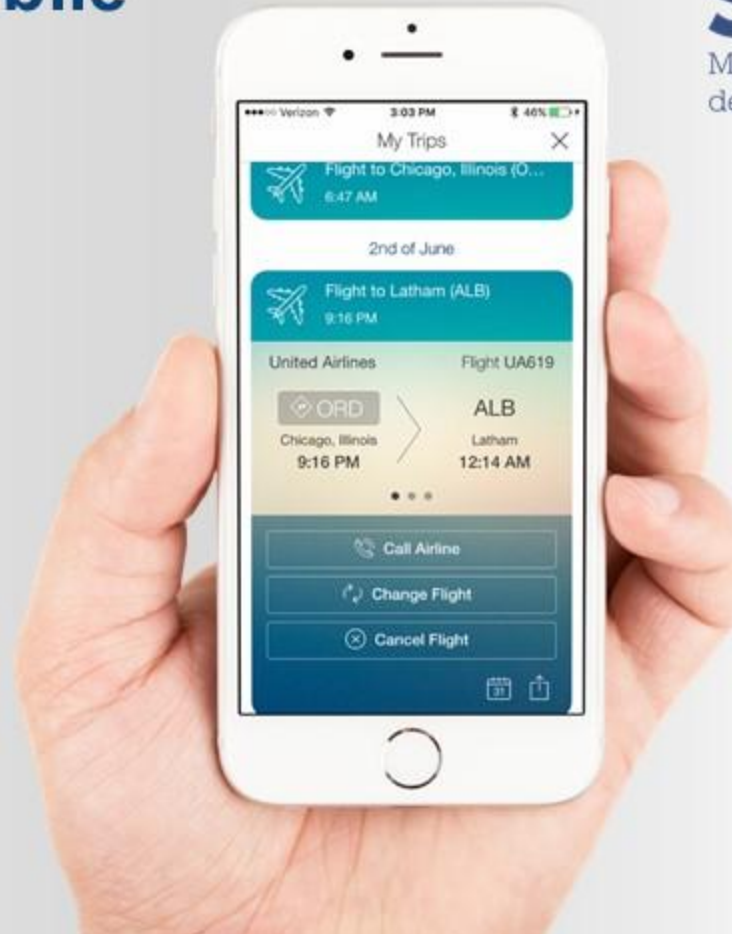 Verizon 3:03 PM 46%
My Trips
Flight to Chicago, Illinois (O...
6:47 AM
2nd of June
Flight to Latham (ALB)
9:16 PM
United Airlines Flight UA619
ORD ALB
Chicago, Illinois Latham
9:16 PM 12:14 AM
Call Airline
Change Flight
Cancel Flight
31